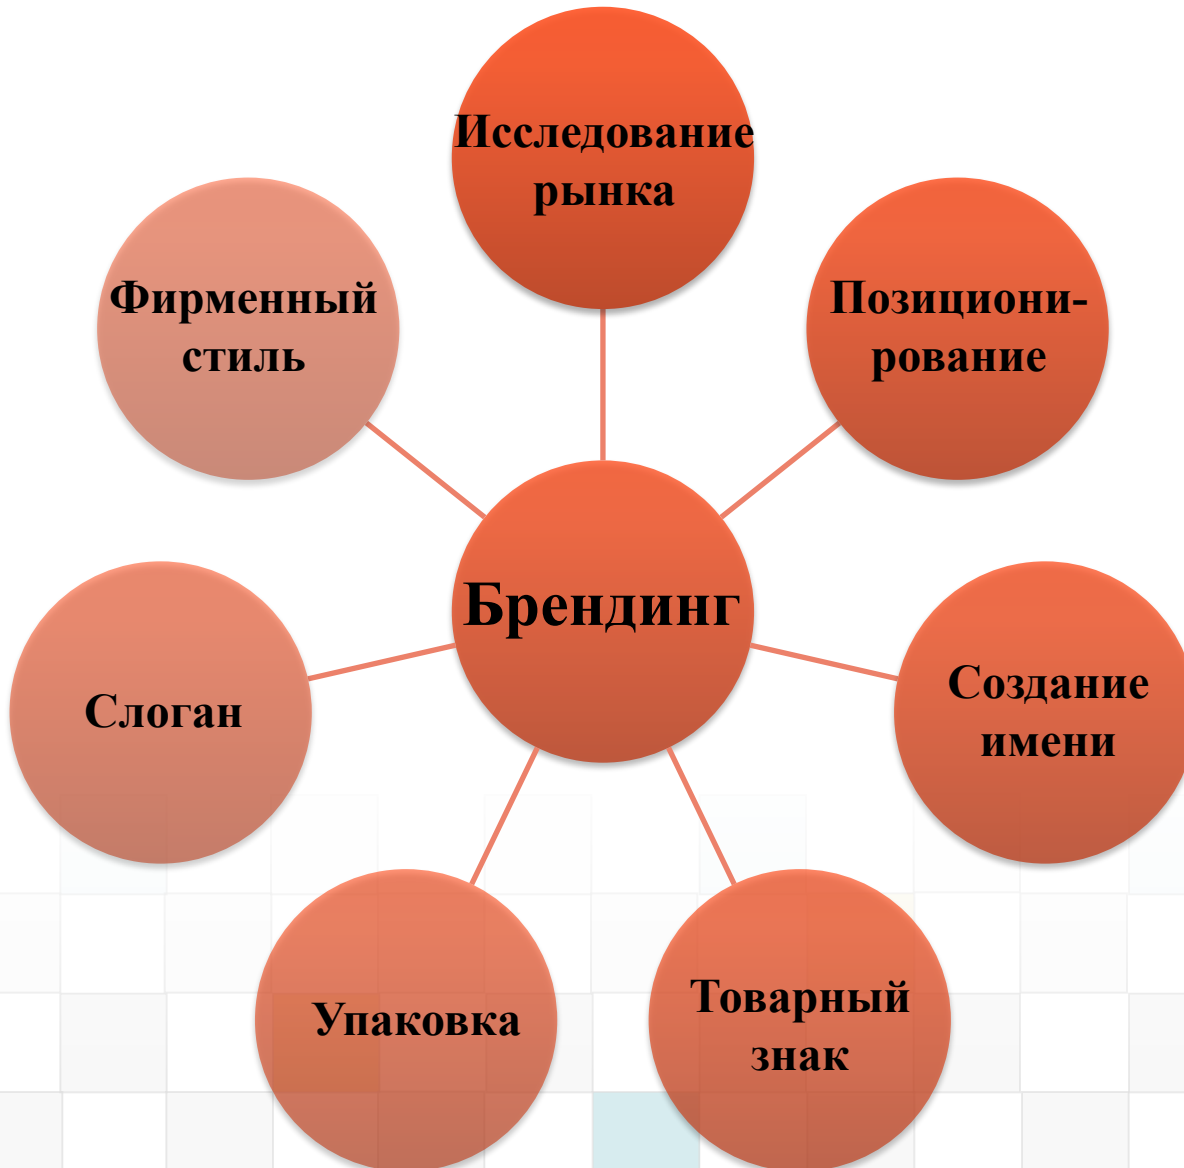 Исследование
рынка
Позициони-
рование
Создание
имени
Товарный
знак
Упаковка
Слоган
Фирменный
стиль
Брендинг